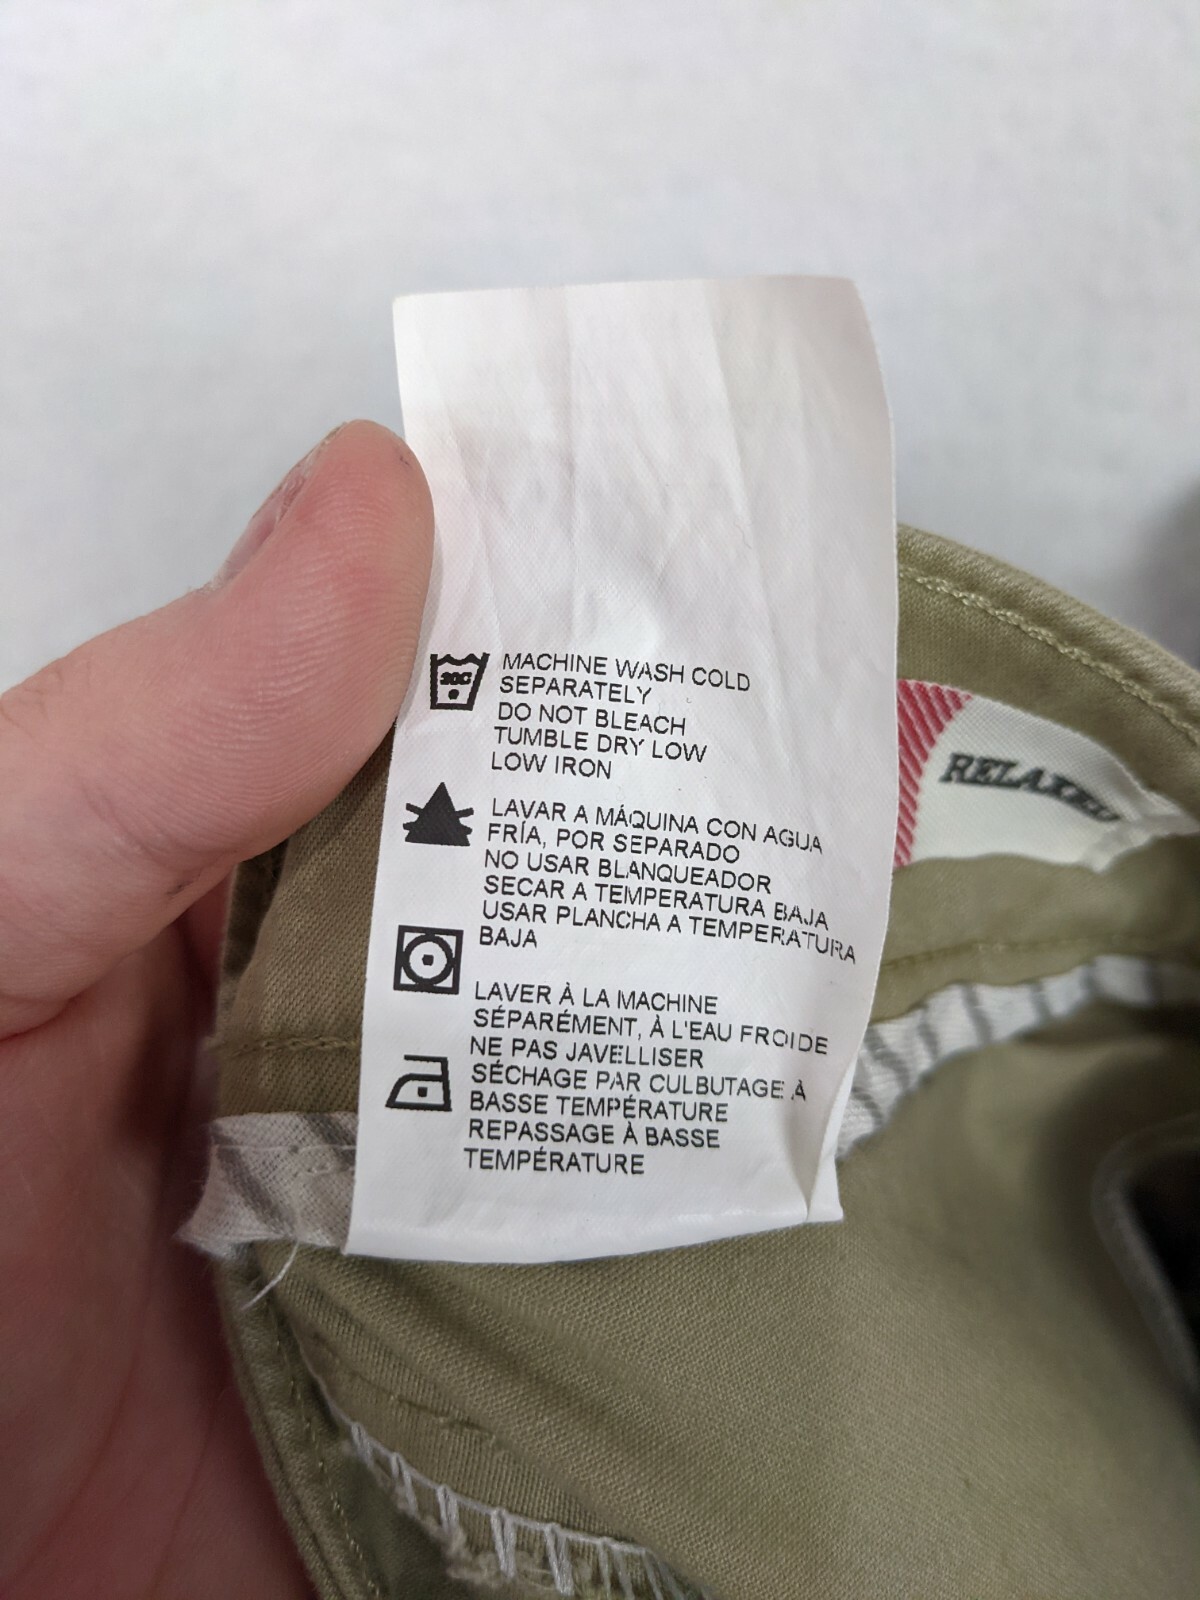 30C
MACHINE WASH COLD
SEPARATELY
DO NOT BLEACH
TUMBLE DRY LOW
LOW IRON
LAVAR A MÁQUINA CON AGUA
FRÍA, POR SEPARADO
NO USAR BLANQUEADOR
SECAR A TEMPERATURA BAJA
USAR PLANCHA A TEMPERATURA
BAJA
LAVER À LA MACHINE
SÉPARÉMENT, À L'EAU FROIDE
NE PAS JAVELLISER
SÉCHAGE PAR CULBUTAGE À
BASSE TEMPÉRATURE
REPASSAGE À BASSE
TEMPÉRATURE
RELAXED